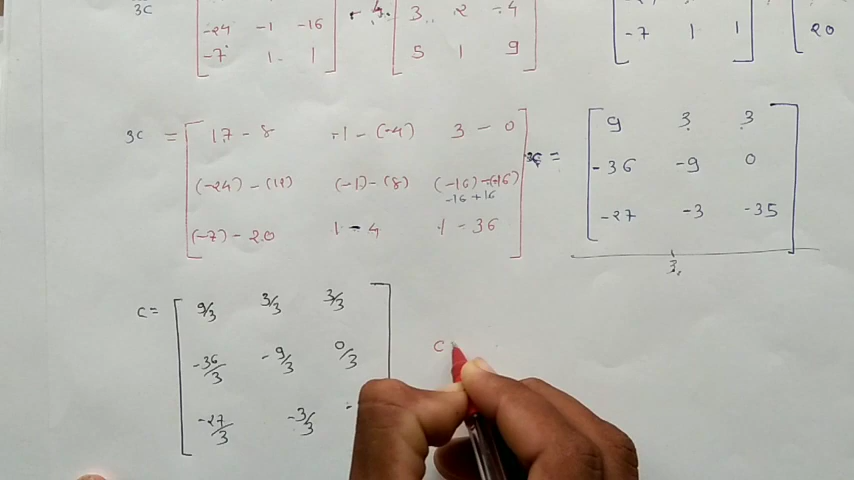 3C
-24 -1 -16 - 4. 3 2 -4 -7 1 1 20
-7 1 1 5 1 9
3C = 17 - 8 -1 - (-4) 3 - 0 = 9 3 3
(-24) - (12) (-1) - (8) (-16) - (-16) -36 -9 0
-16 + 16
(-7) - 20 1 - 4 1 - 36 -27 -3 -35
3
C = 9/3 3/3 3/3
-36/3 -9/3 0/3 C
-27/3 -3/3 -